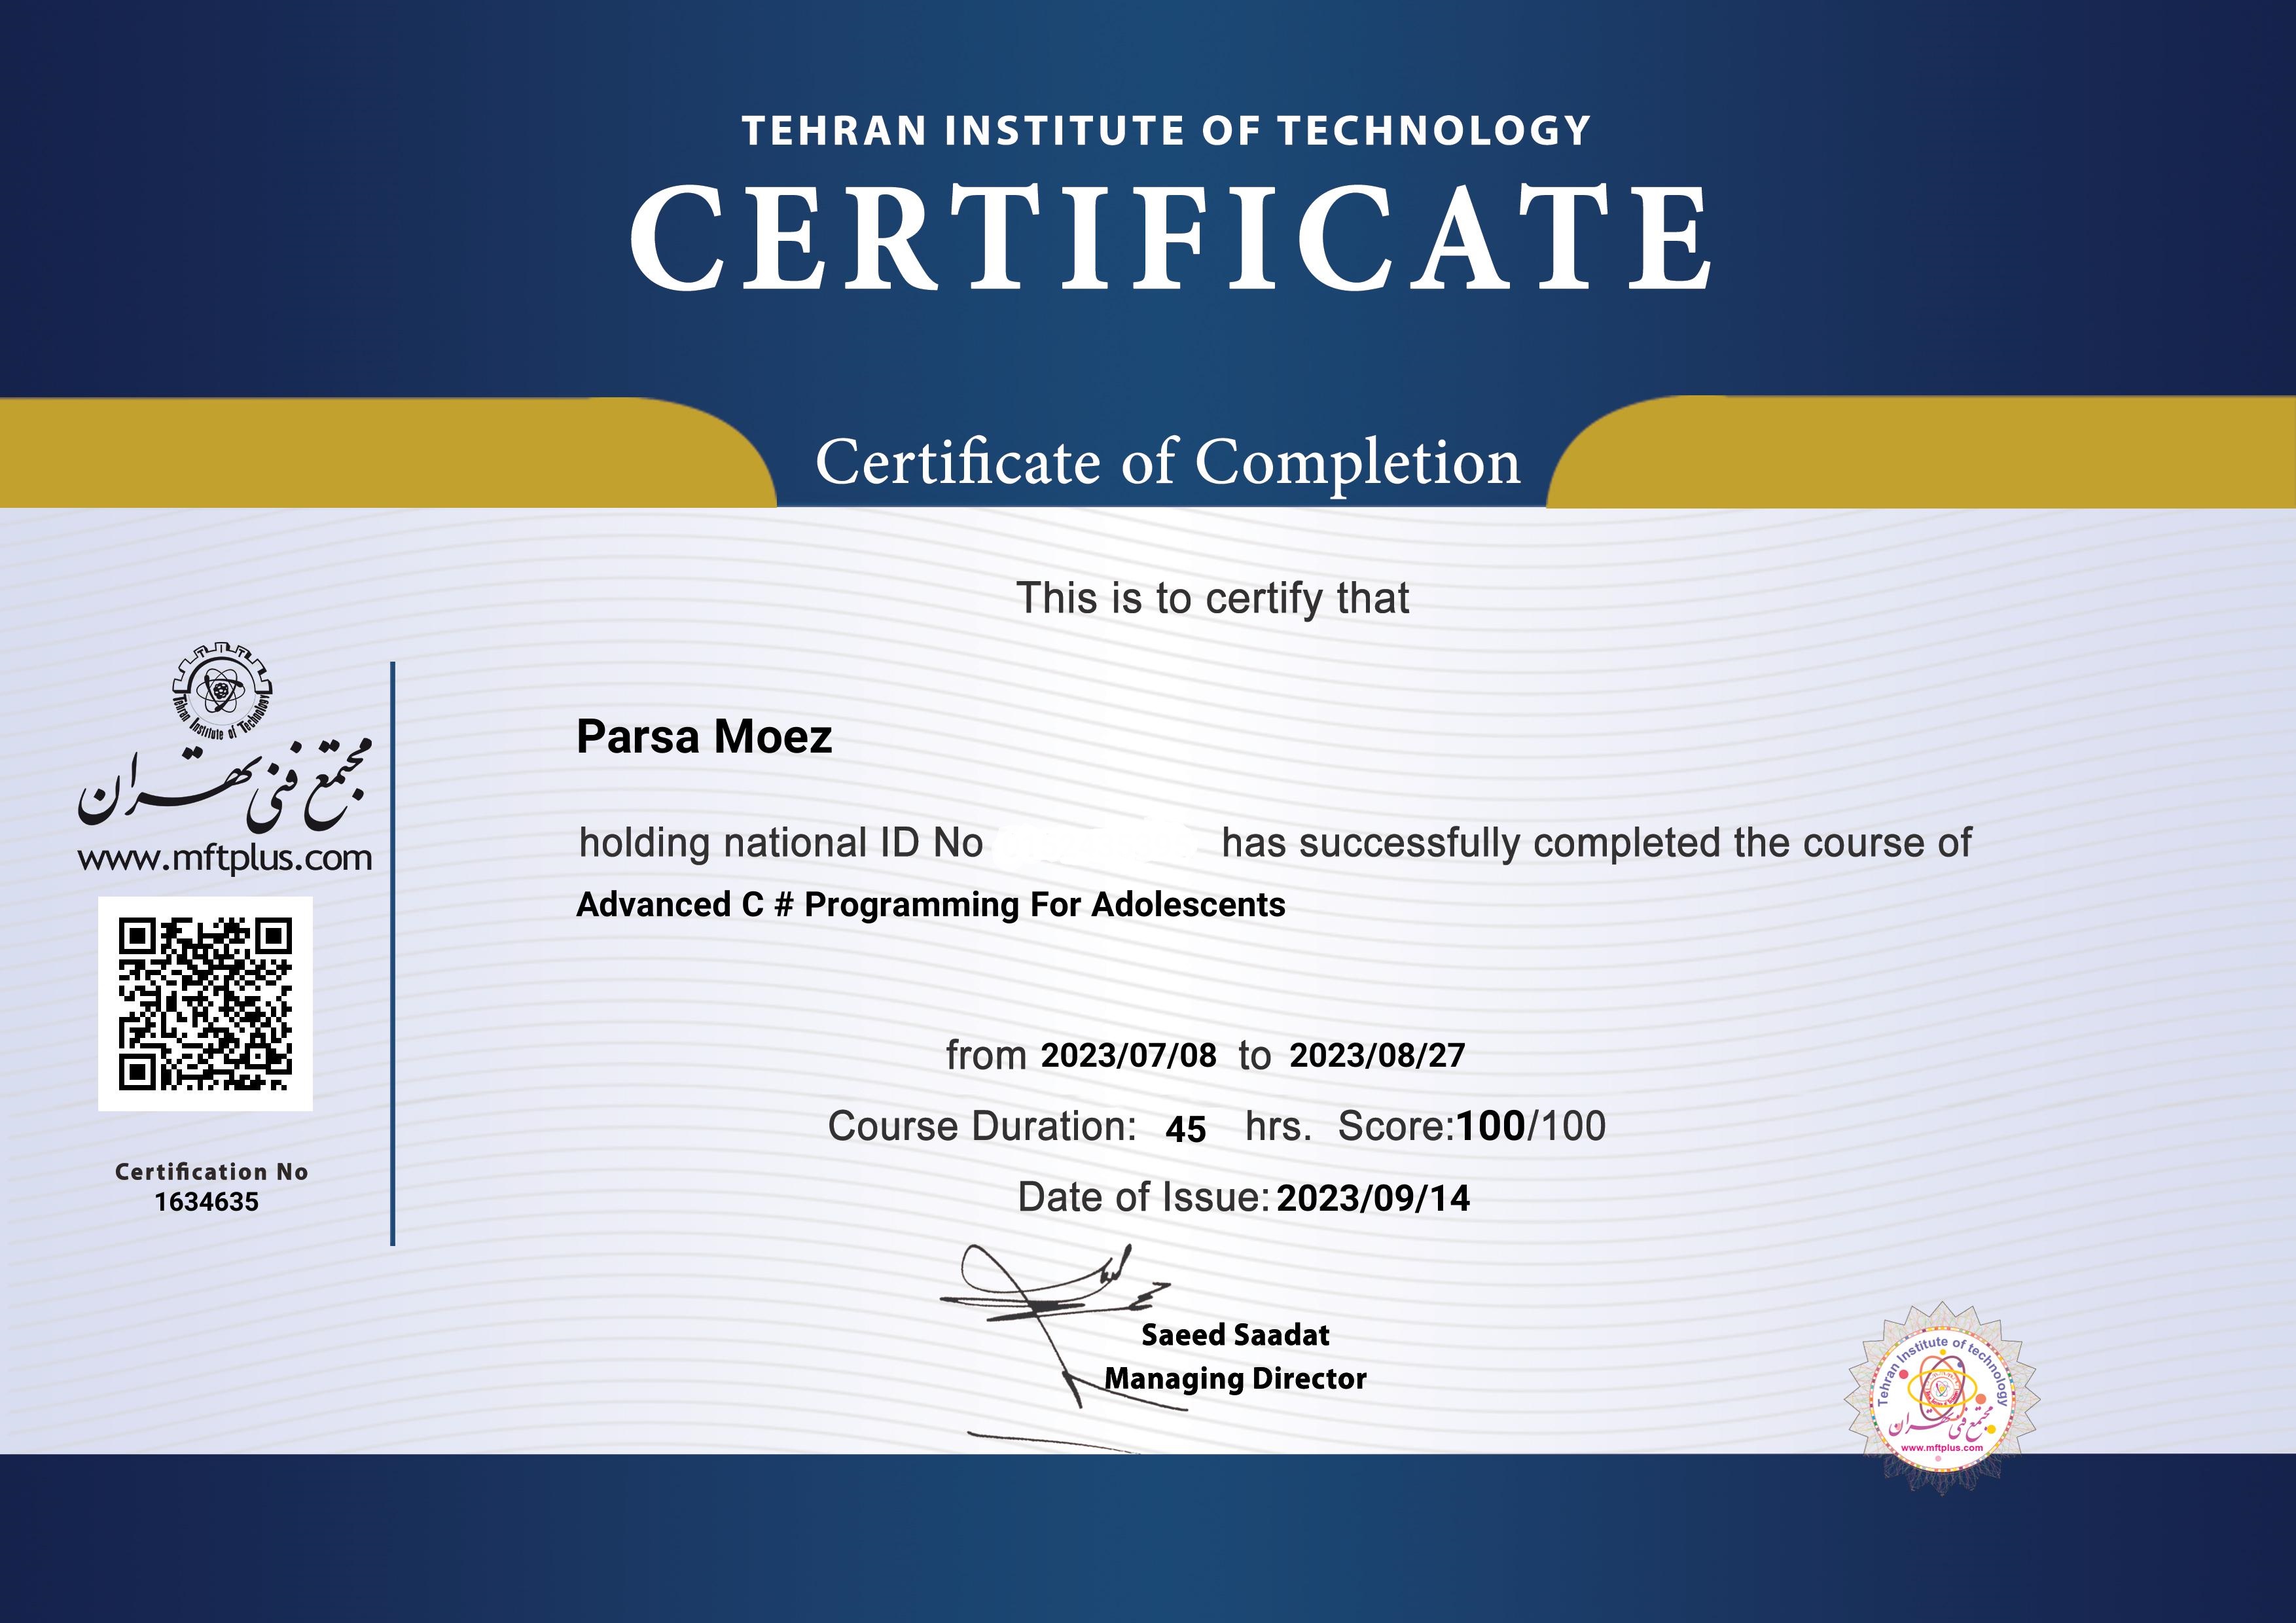 TEHRAN INSTITUTE OF TECHNOLOGY
CERTIFICATE
Certificate of Completion
This is to certify that
Tehran Institute of Technology
مجتمع فنی تهران
www.mftplus.com
Certification No
1634635
Parsa Moez
holding national ID No has successfully completed the course of
Advanced C # Programming For Adolescents
from 2023/07/08 to 2023/08/27
Course Duration: 45 hrs. Score:100/100
Date of Issue: 2023/09/14
Saeed Saadat
Managing Director
Tehran Institute of technology
مجتمع فنی تهران
www.mftplus.com